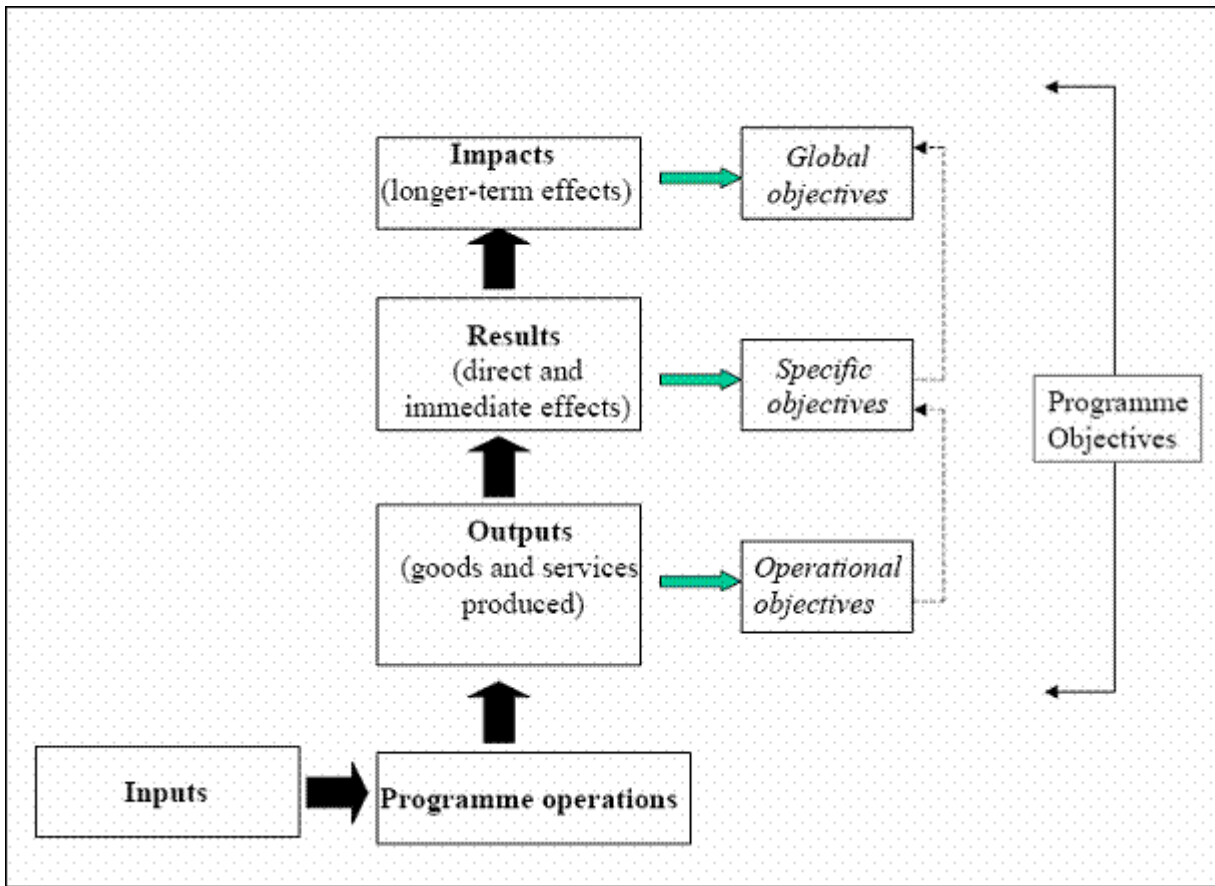 Impacts
(longer-term effects)
Global
objectives
Results
(direct and
immediate effects)
Specific
objectives
Programme
Objectives
Outputs
(goods and services
produced)
Operational
objectives
Inputs
Programme operations